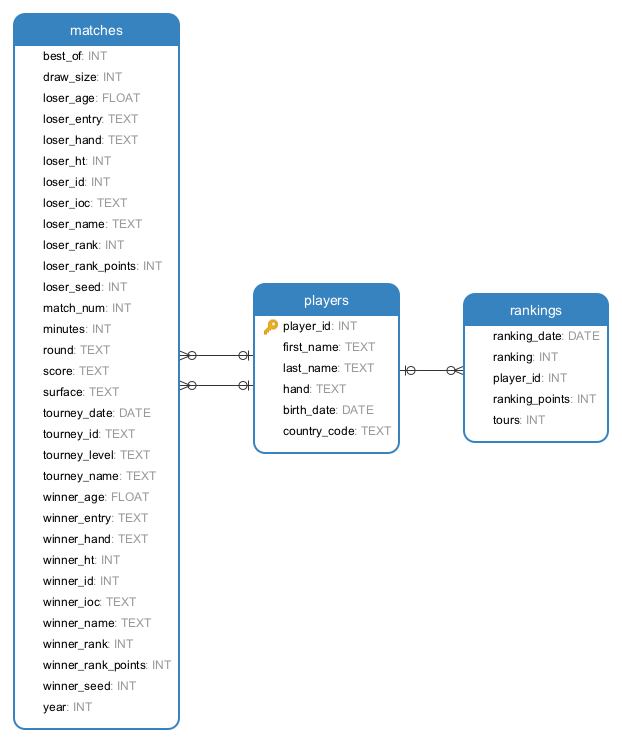 matches
best_of: INT
draw_size: INT
loser_age: FLOAT
loser_entry: TEXT
loser_hand: TEXT
loser_ht: INT
loser_id: INT
loser_ioc: TEXT
loser_name: TEXT
loser_rank: INT
loser_rank_points: INT
loser_seed: INT
match_num: INT
minutes: INT
round: TEXT
score: TEXT
surface: TEXT
tourney_date: DATE
tourney_id: TEXT
tourney_level: TEXT
tourney_name: TEXT
winner_age: FLOAT
winner_entry: TEXT
winner_hand: TEXT
winner_ht: INT
winner_id: INT
winner_ioc: TEXT
winner_name: TEXT
winner_rank: INT
winner_rank_points: INT
winner_seed: INT
year: INT
players
player_id: INT
first_name: TEXT
last_name: TEXT
hand: TEXT
birth_date: DATE
country_code: TEXT
rankings
ranking_date: DATE
ranking: INT
player_id: INT
ranking_points: INT
tours: INT